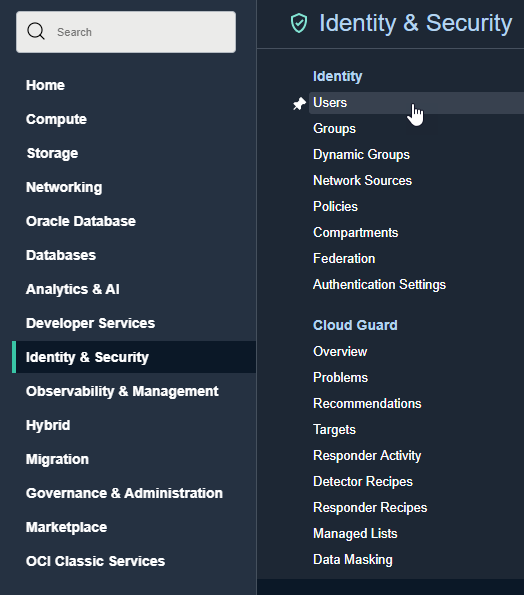 Search
Home
Compute
Storage
Networking
Oracle Database
Databases
Analytics & AI
Developer Services
Identity & Security
Observability & Management
Hybrid
Migration
Governance & Administration
Marketplace
OCI Classic Services
Identity & Security
Identity
Users
Groups
Dynamic Groups
Network Sources
Policies
Compartments
Federation
Authentication Settings
Cloud Guard
Overview
Problems
Recommendations
Targets
Responder Activity
Detector Recipes
Responder Recipes
Managed Lists
Data Masking